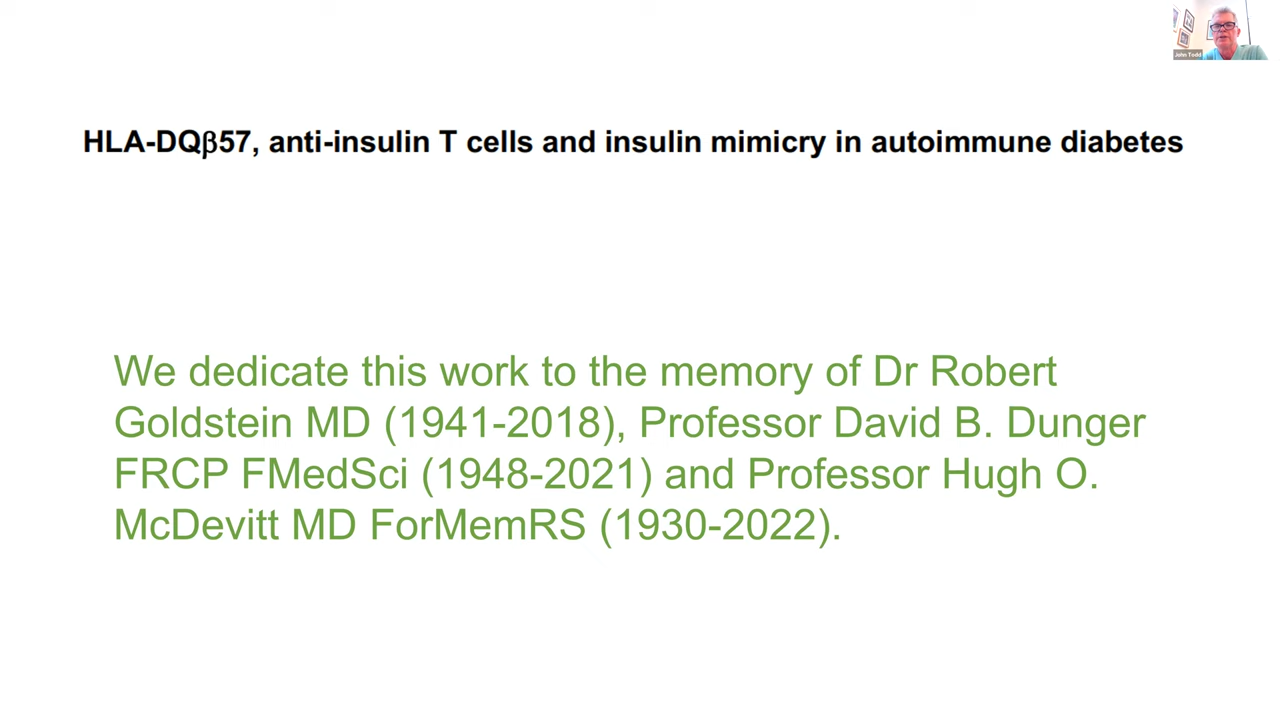 John Todd
HLA-DQβ57, anti-insulin T cells and insulin mimicry in autoimmune diabetes
We dedicate this work to the memory of Dr Robert
Goldstein MD (1941-2018), Professor David B. Dunger
FRCP FMedSci (1948-2021) and Professor Hugh O.
McDevitt MD ForMemRS (1930-2022).